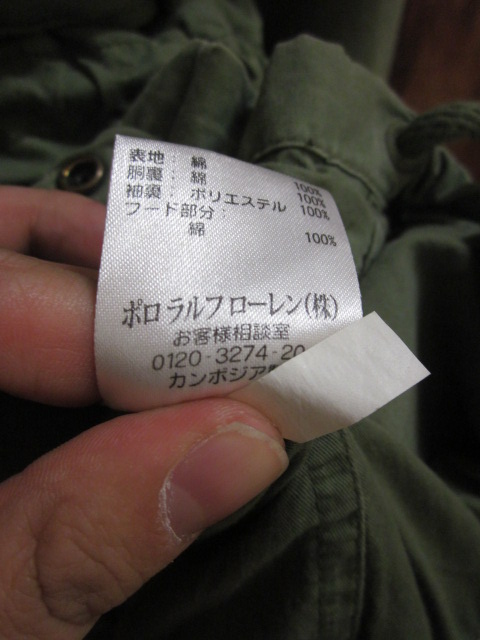 表地: 綿 100%
胴裏: 綿 100%
袖裏: ポリエステル 100%
フード部分:
綿 100%
ポロ ラルフローレン(株)
お客様相談室
0120-3274-20
カンボジア